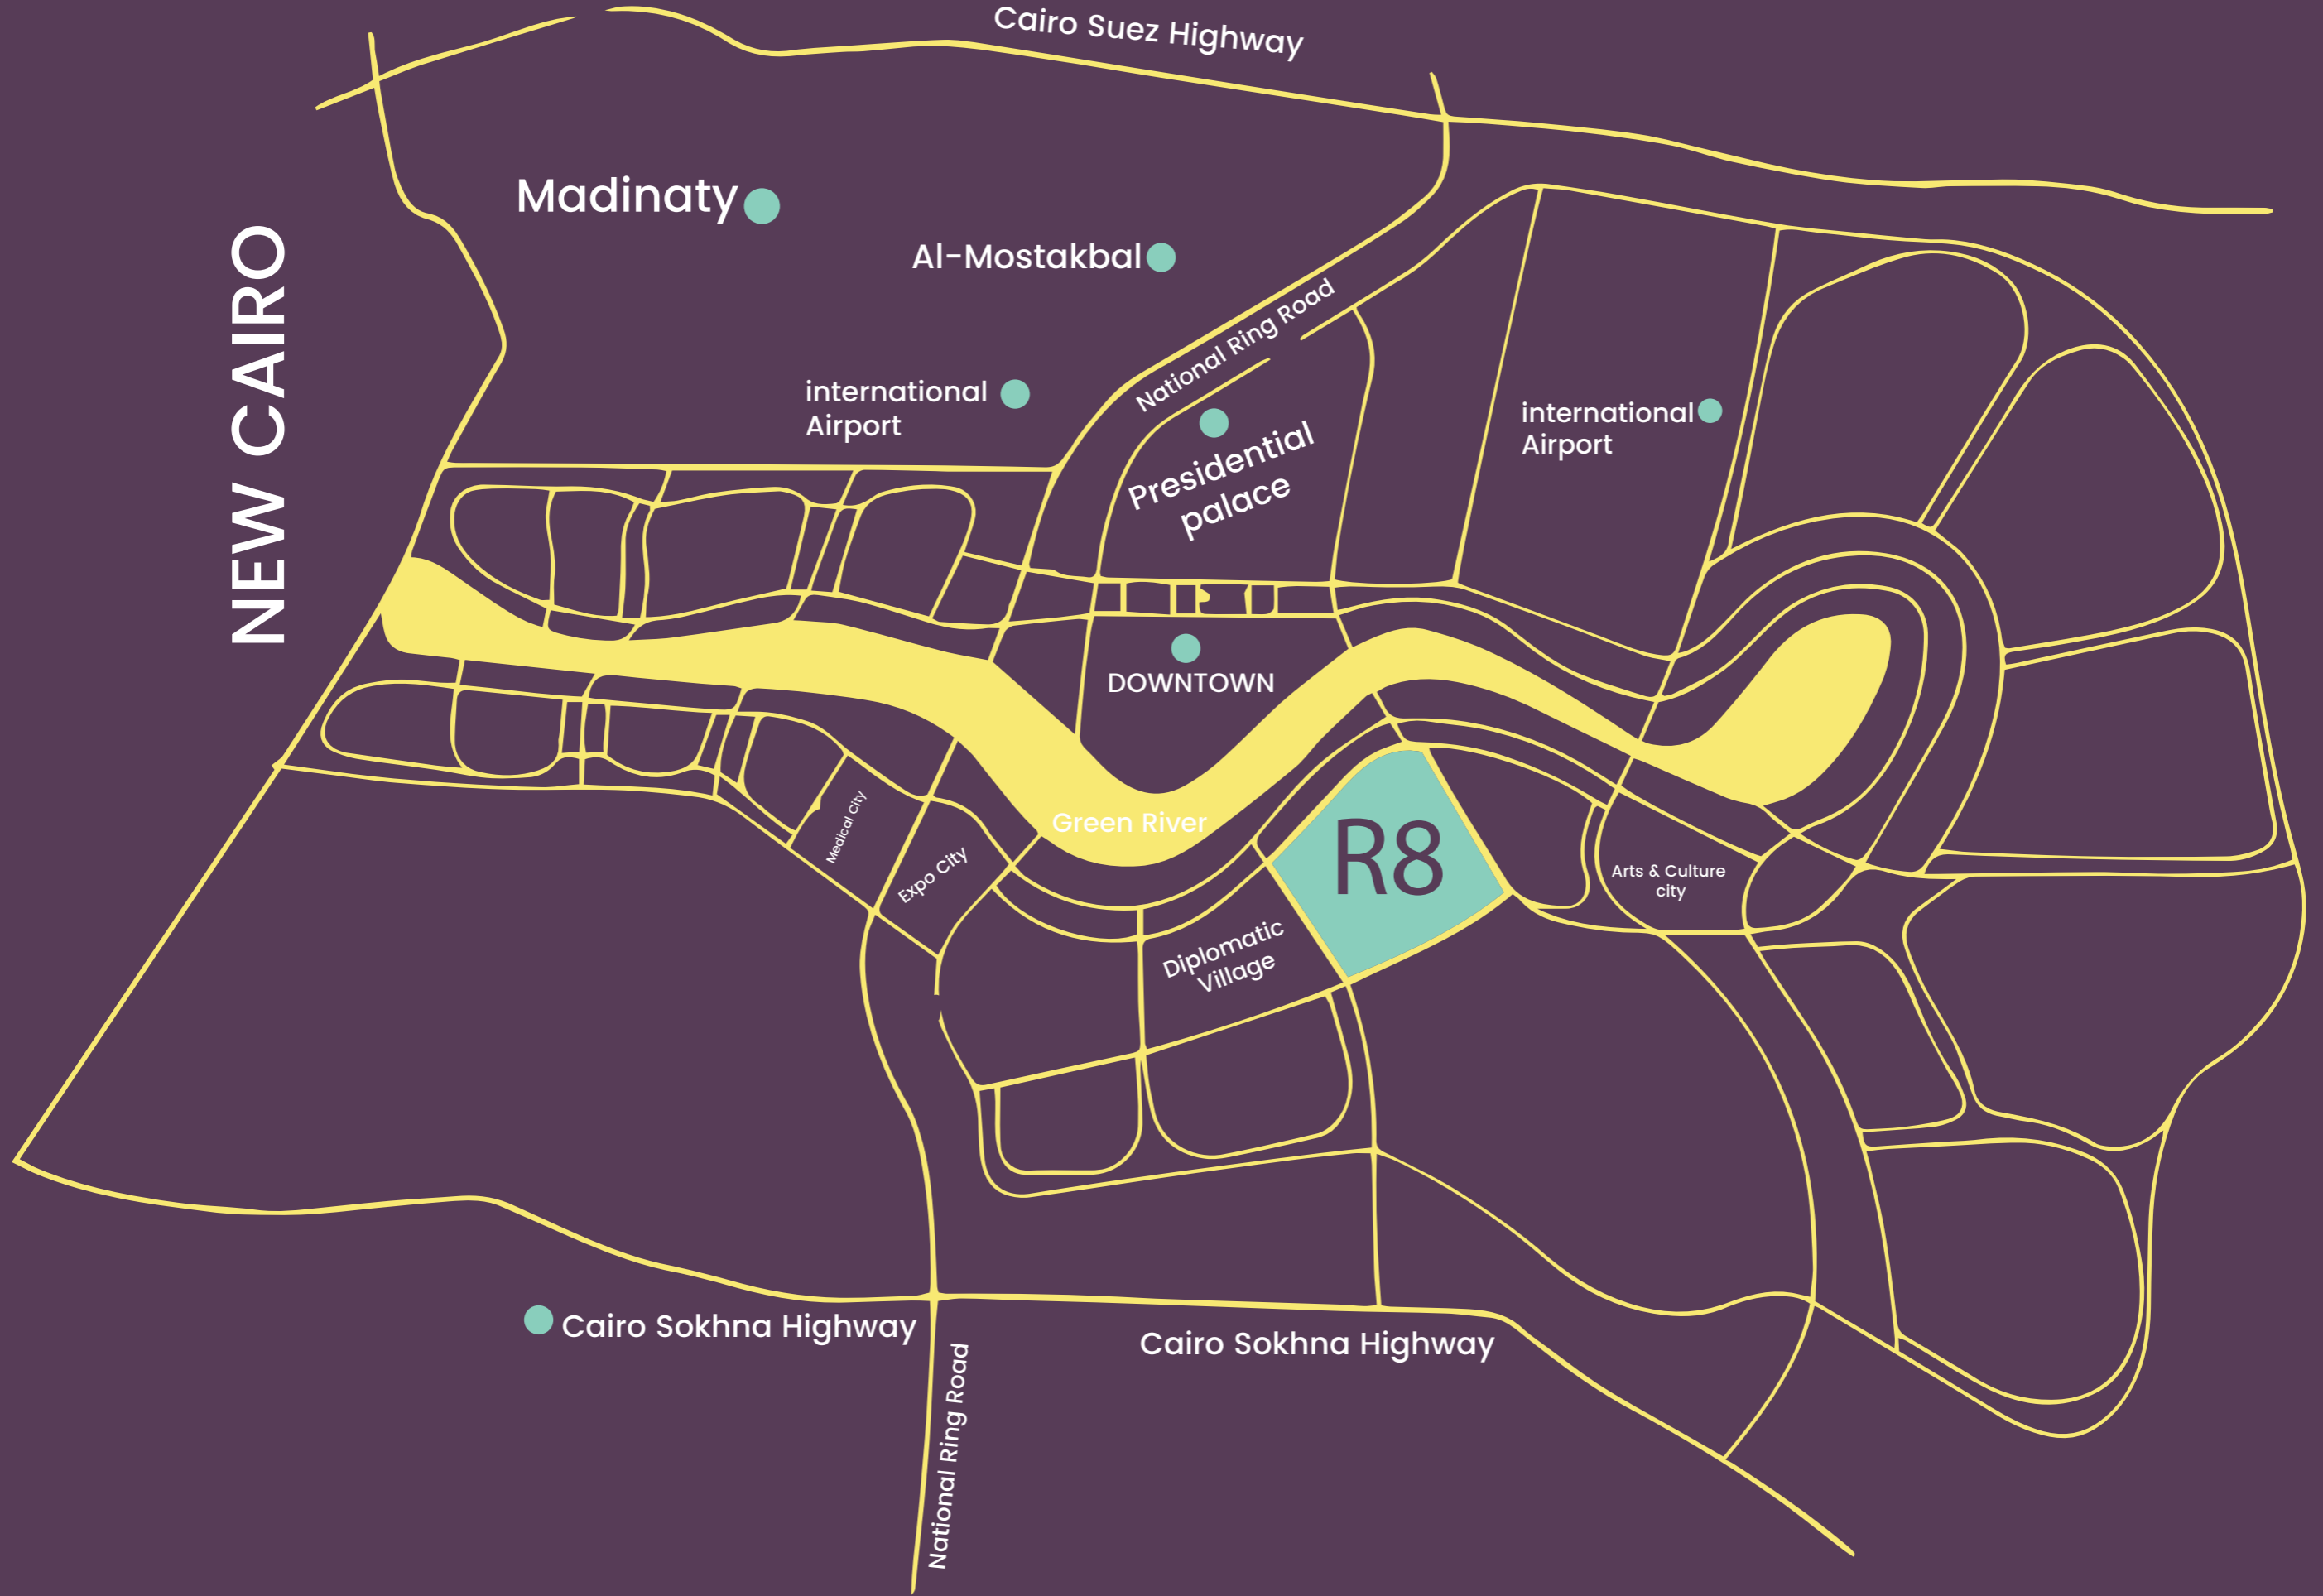 Cairo Suez Highway
Madinaty
Al-Mostakbal
NEW CAIRO
National Ring Road
international
Airport
international
Airport
Presidential
palace
DOWNTOWN
Green River
Medical City
Expo City
R8
Arts & Culture
city
Diplomatic
Village
Cairo Sokhna Highway
Cairo Sokhna Highway
National Ring Road